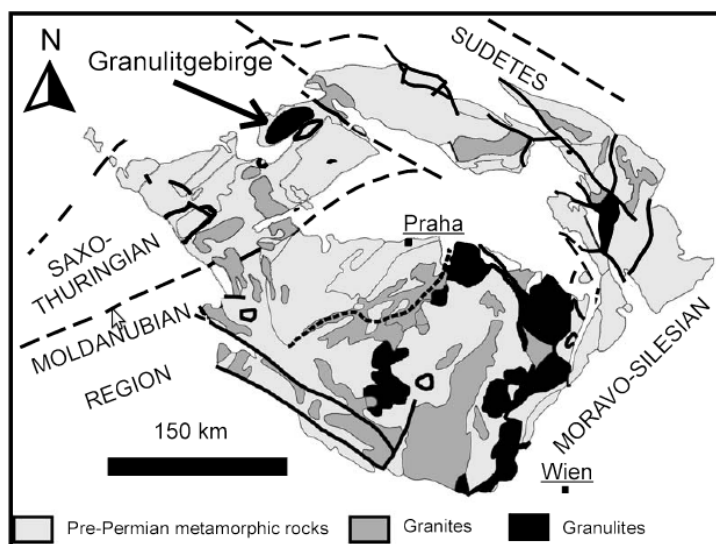 N
Granulitgebirge
SUDETES
Praha
SAXO-
THURINGIAN
MOLDANUBIAN
REGION
MORAVO-SILESIAN
150 km
Wien
Pre-Permian metamorphic rocks
Granites
Granulites